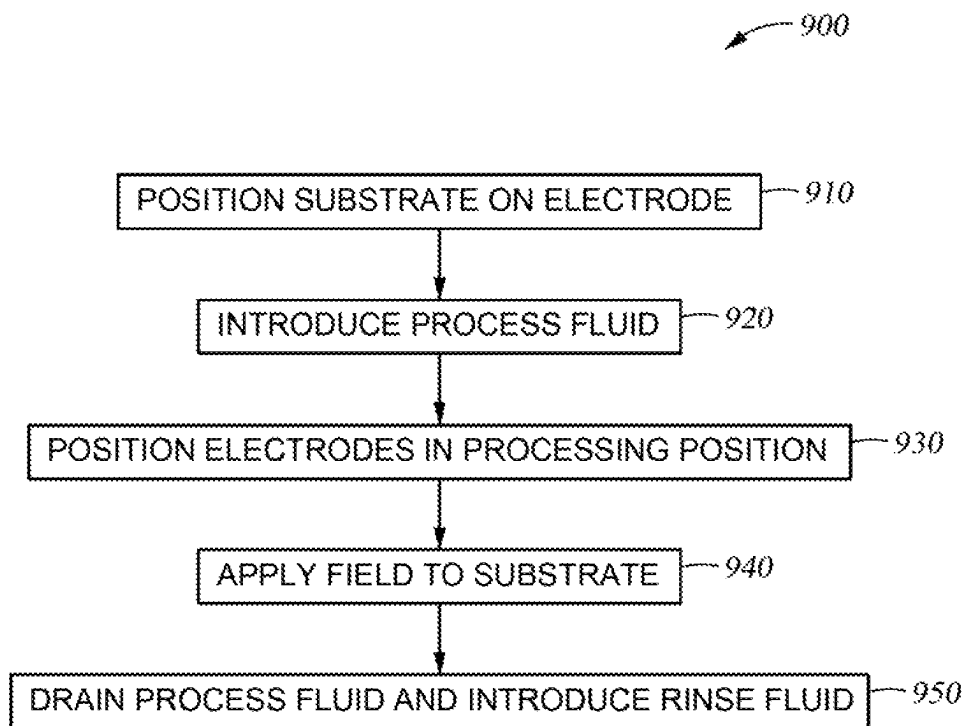 900
POSITION SUBSTRATE ON ELECTRODE 910
INTRODUCE PROCESS FLUID 920
POSITION ELECTRODES IN PROCESSING POSITION 930
APPLY FIELD TO SUBSTRATE 940
DRAIN PROCESS FLUID AND INTRODUCE RINSE FLUID 950